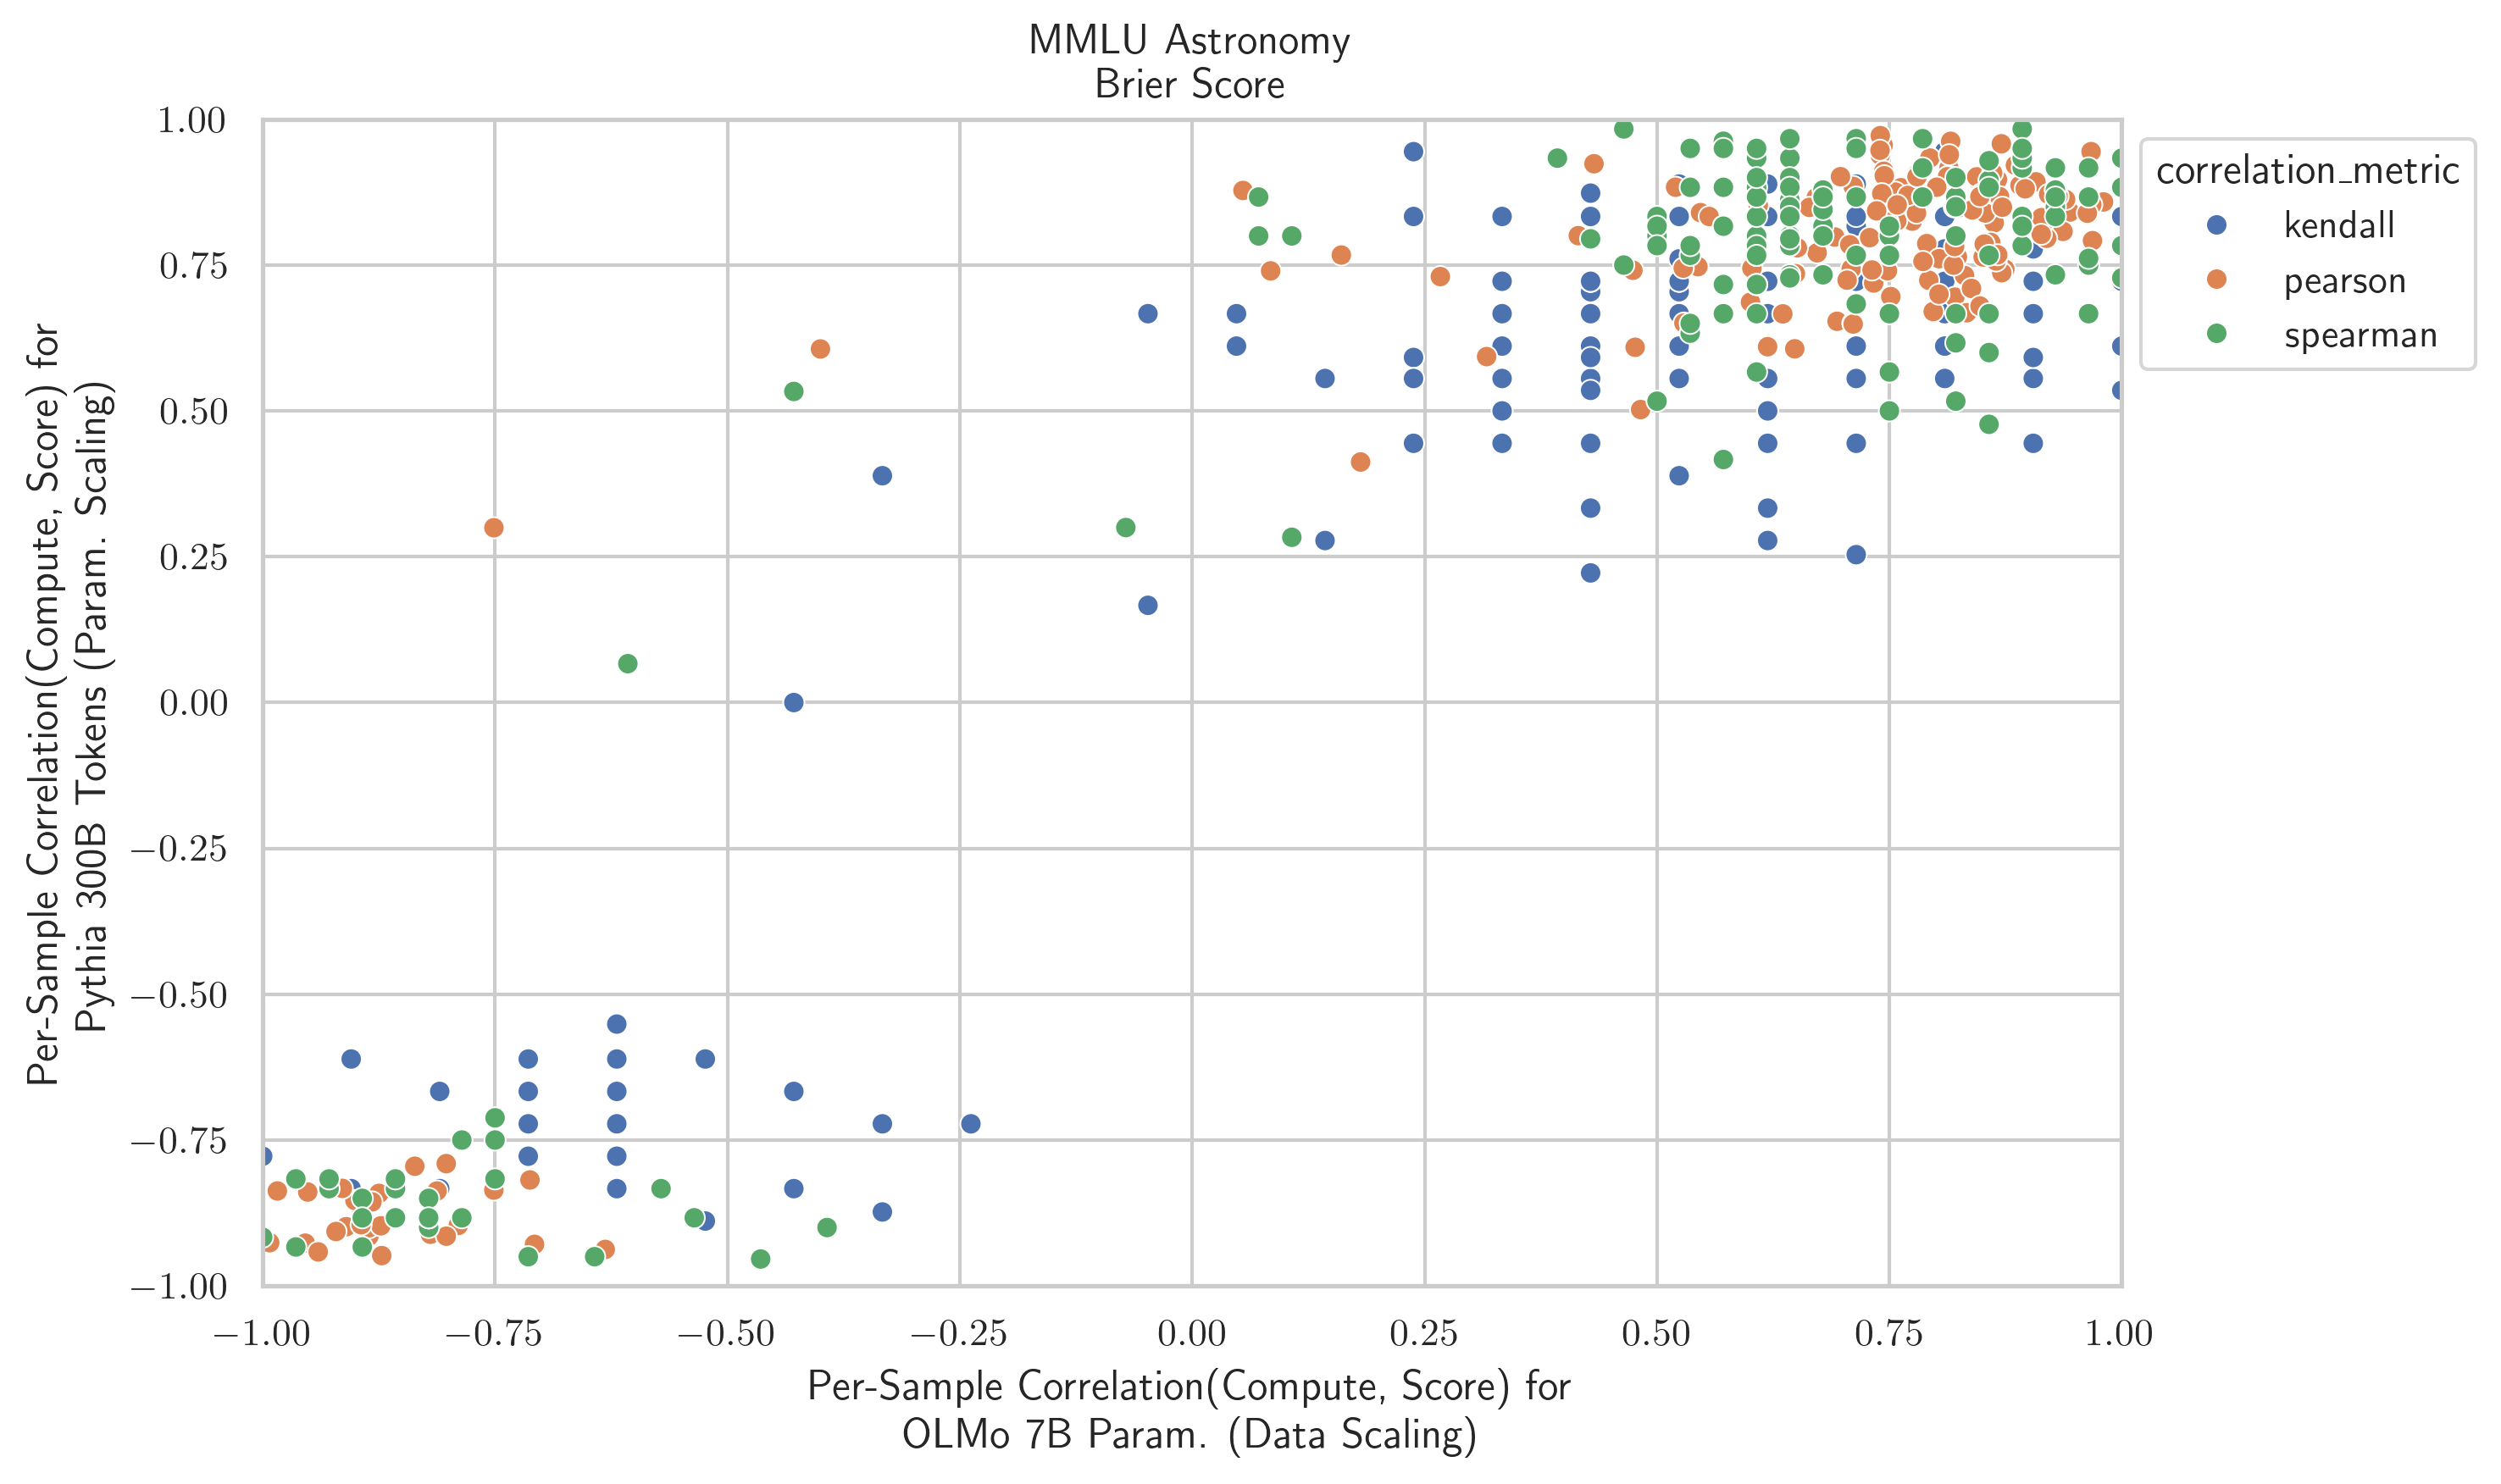 MMLU Astronomy
Brier Score
Per-Sample Correlation(Compute, Score) for
Pythia 300B Tokens (Param. Scaling)
1.00
0.75
0.50
0.25
0.00
−0.25
−0.50
−0.75
−1.00
−1.00 −0.75 −0.50 −0.25 0.00 0.25 0.50 0.75 1.00
Per-Sample Correlation(Compute, Score) for
OLMo 7B Param. (Data Scaling)
correlation_metric
kendall
pearson
spearman